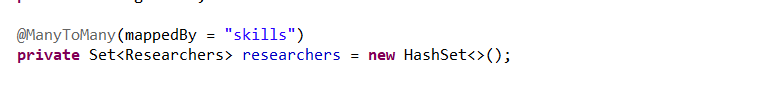 @ManyToMany(mappedBy = "skills")
private Set<Researchers> researchers = new HashSet<>();